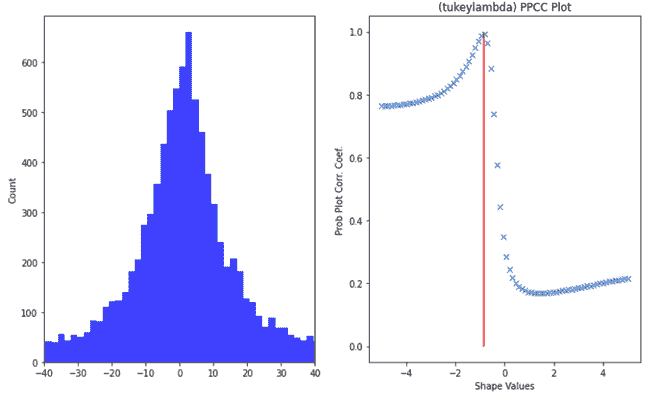 (tukeylambda) PPCC Plot
Count
600
500
400
300
200
100
0
−40 −30 −20 −10 0 10 20 30 40
Prob Plot Corr. Coef.
1.0
0.8
0.6
0.4
0.2
0.0
−4 −2 0 2 4
Shape Values